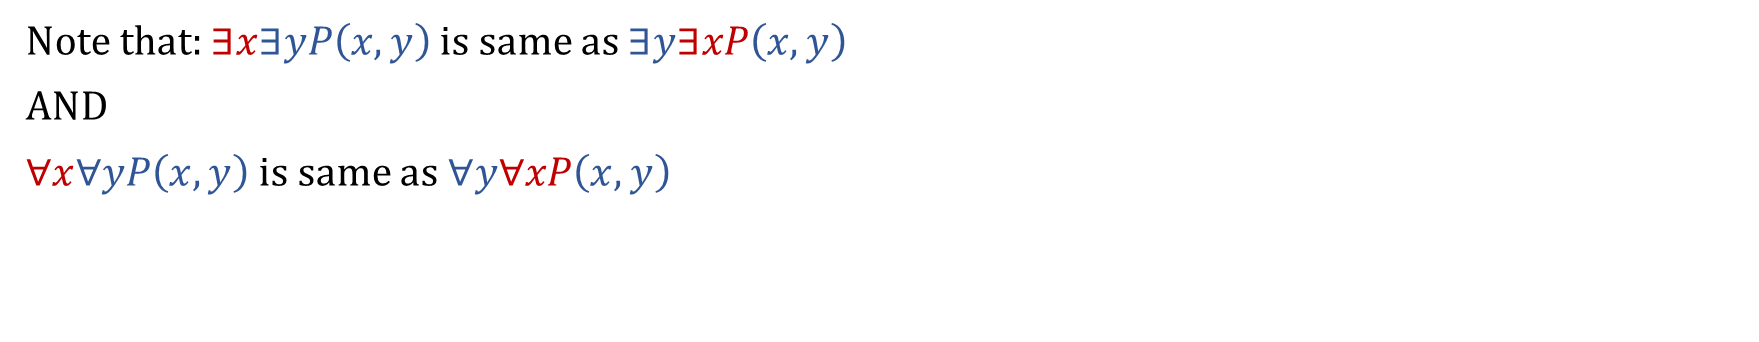 Note that: ∃x∃yP(x, y) is same as ∃y∃xP(x, y)
AND
∀x∀yP(x, y) is same as ∀y∀xP(x, y)